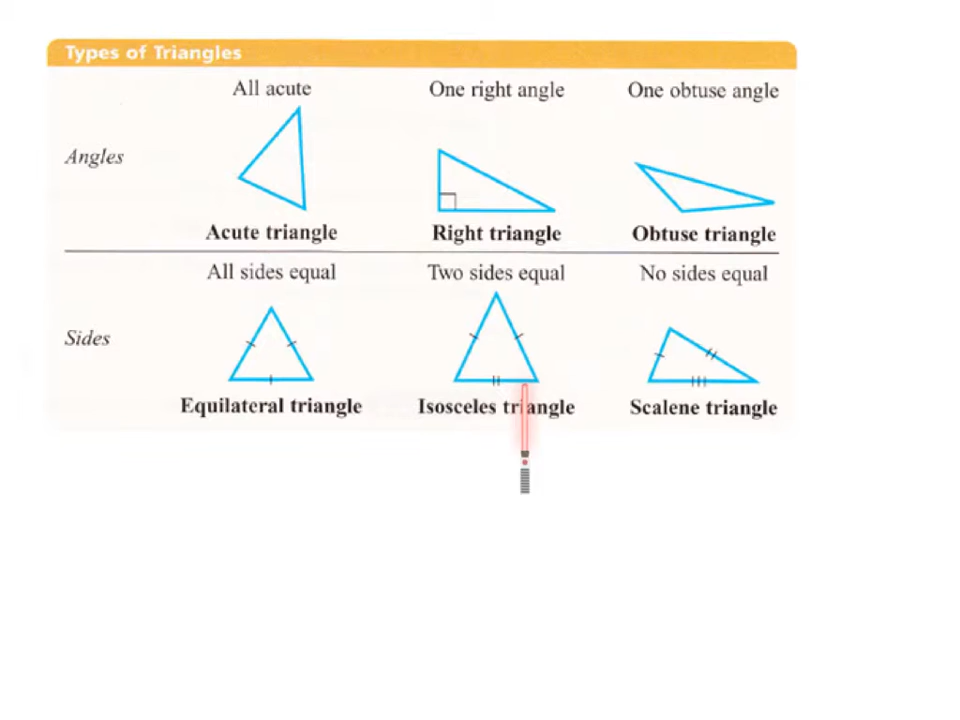 Types of Triangles
All acute One right angle One obtuse angle
Angles
Acute triangle Right triangle Obtuse triangle
All sides equal Two sides equal No sides equal
Sides
Equilateral triangle Isosceles triangle Scalene triangle